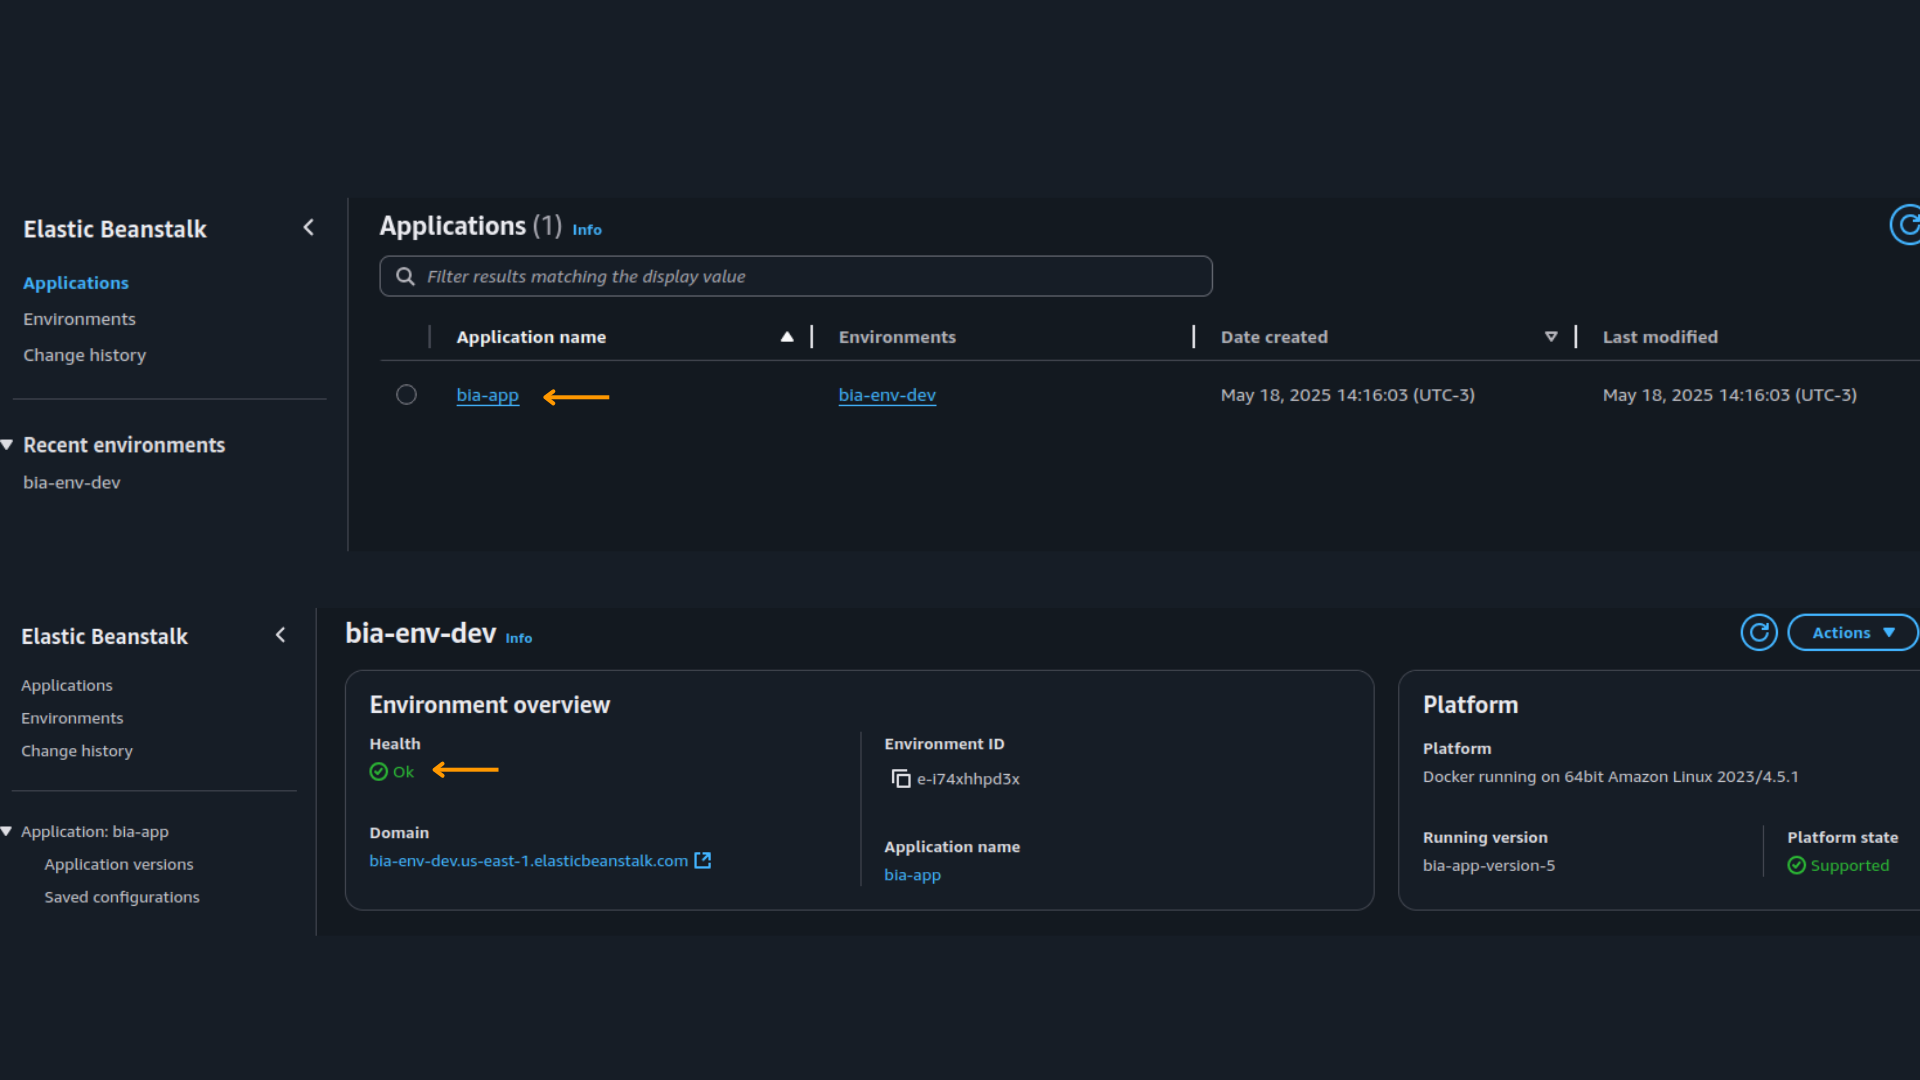 Elastic Beanstalk
Applications
Environments
Change history
Recent environments
bia-env-dev
Applications (1) Info
Filter results matching the display value
Application name Environments Date created Last modified
bia-app bia-env-dev May 18, 2025 14:16:03 (UTC-3) May 18, 2025 14:16:03 (UTC-3)
Elastic Beanstalk
Applications
Environments
Change history
Application: bia-app
Application versions
Saved configurations
bia-env-dev Info
Actions
Environment overview
Health
Ok
Domain
bia-env-dev.us-east-1.elasticbeanstalk.com
Environment ID
e-i74xhhpd3x
Application name
bia-app
Platform
Platform
Docker running on 64bit Amazon Linux 2023/4.5.1
Running version
bia-app-version-5
Platform state
Supported